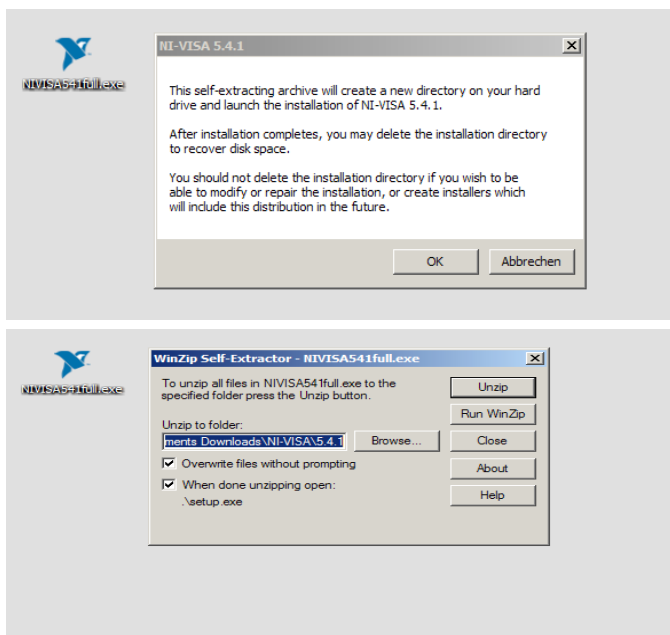 NI-VISA 5.4.1
NIVISA541full.exe
This self-extracting archive will create a new directory on your hard
drive and launch the installation of NI-VISA 5.4.1.
After installation completes, you may delete the installation directory
to recover disk space.
You should not delete the installation directory if you wish to be
able to modify or repair the installation, or create installers which
will include this distribution in the future.
OK
Abbrechen
WinZip Self-Extractor - NIVISA541full.exe
NIVISA541full.exe
To unzip all files in NIVISA541full.exe to the
specified folder press the Unzip button.
Unzip to folder:
ments Downloads\NI-VISA\5.4.1
Browse...
Overwrite files without prompting
When done unzipping open:
.\setup.exe
Unzip
Run WinZip
Close
About
Help